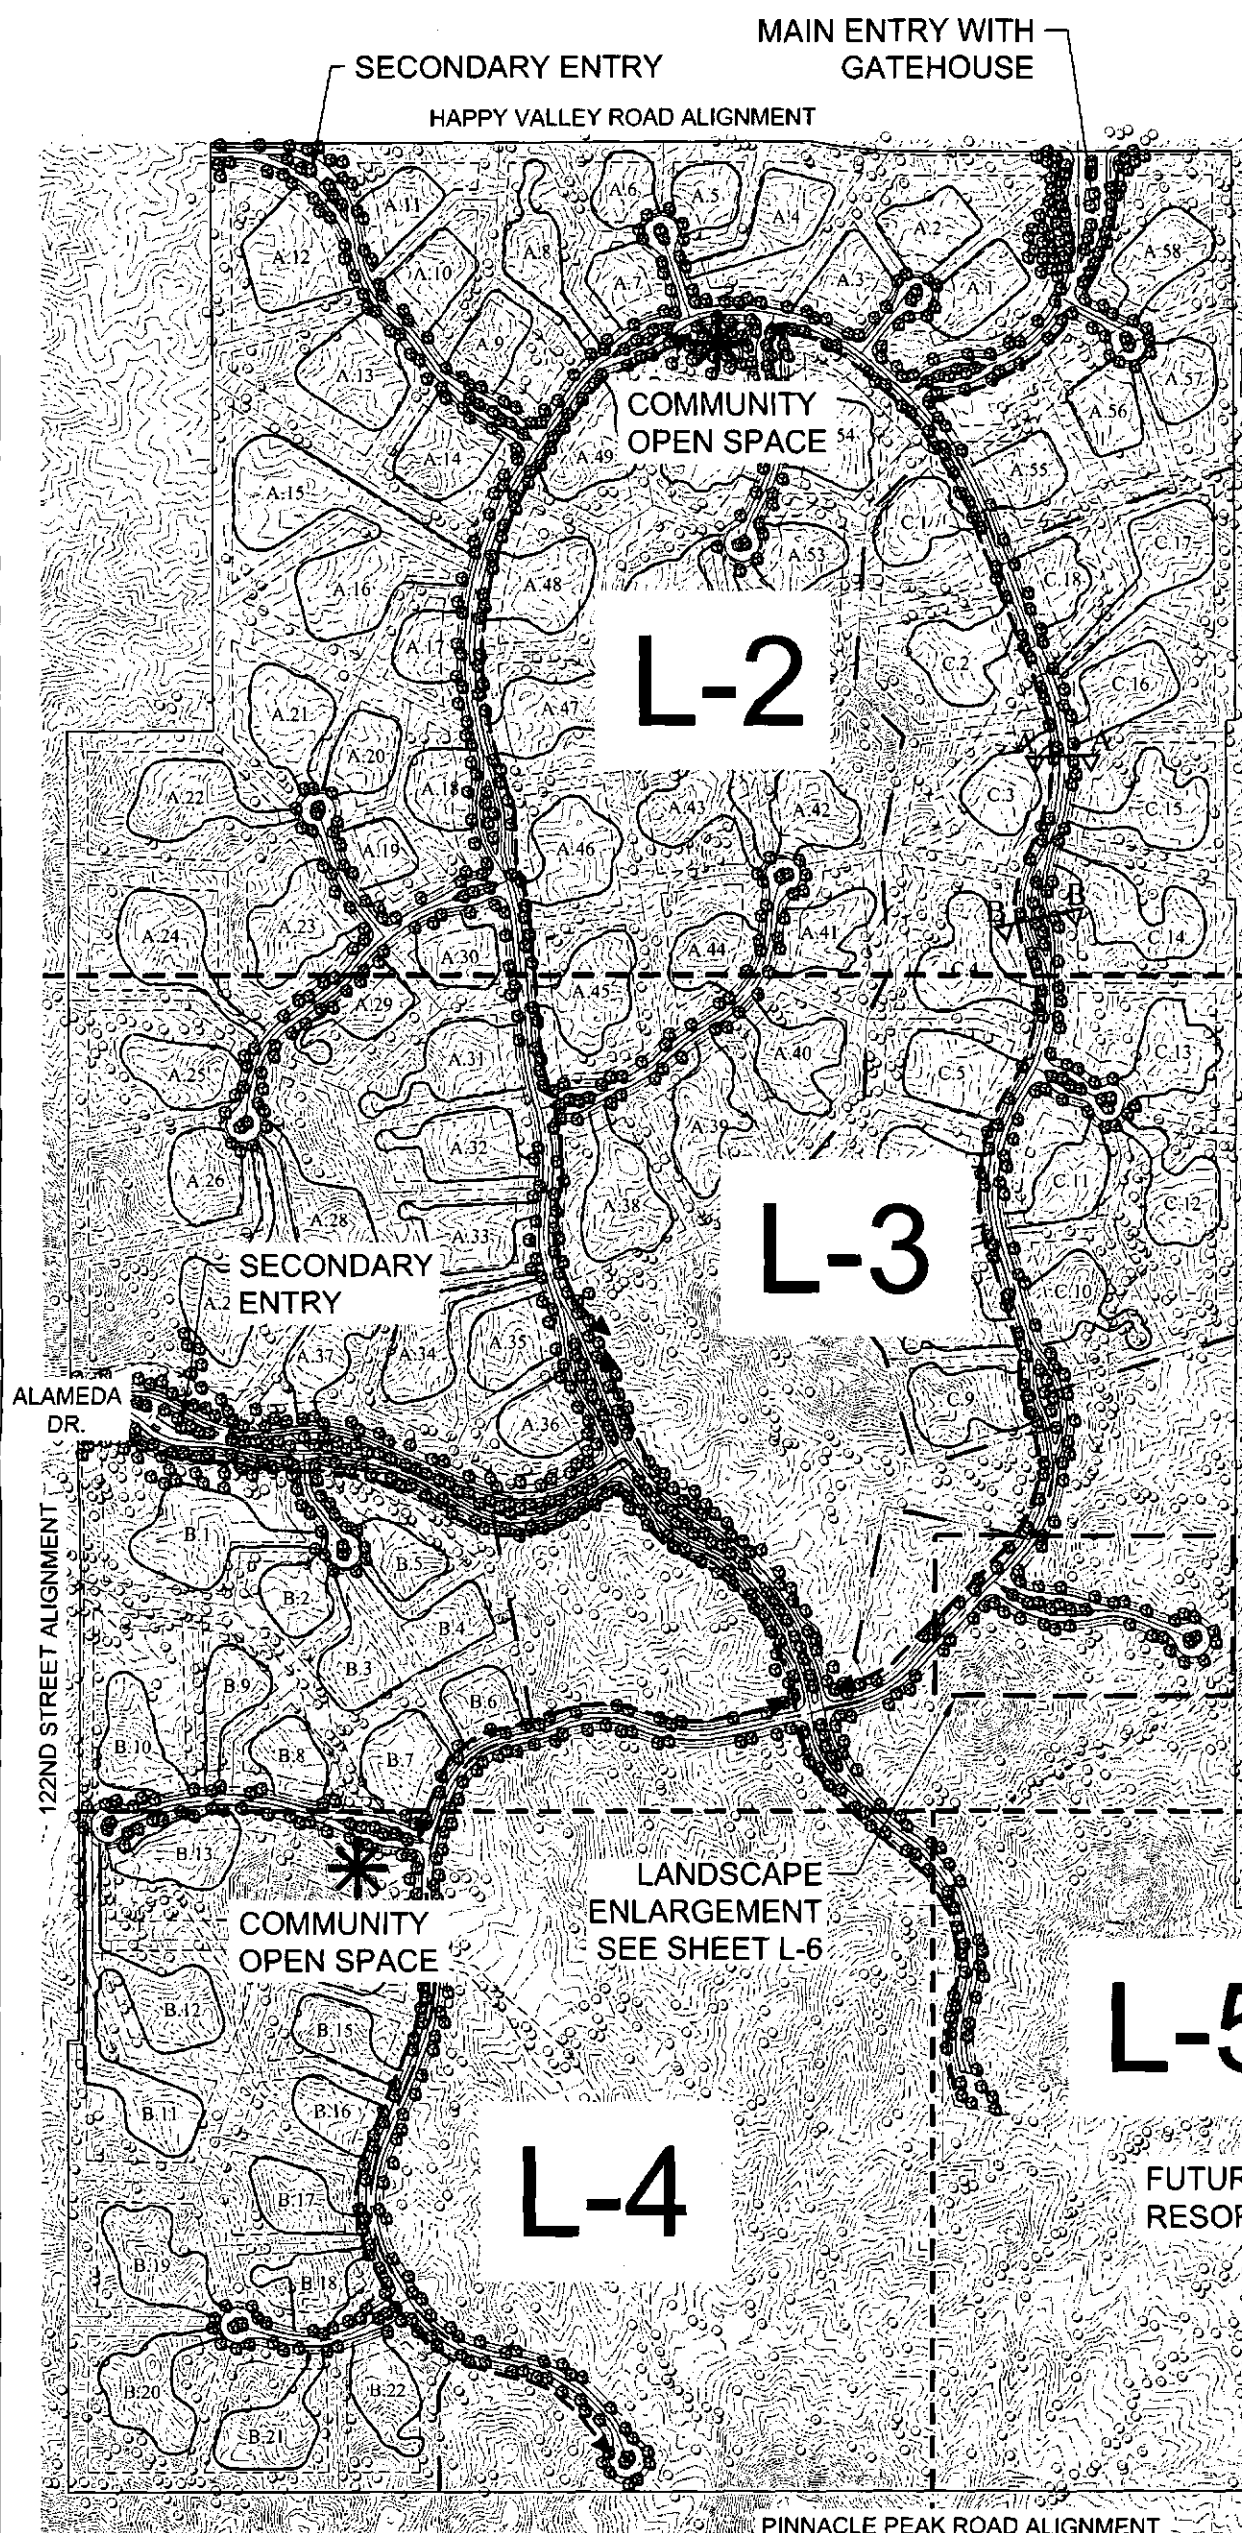 MAIN ENTRY WITH
GATEHOUSE
SECONDARY ENTRY
HAPPY VALLEY ROAD ALIGNMENT
A.6
A.5
A.4
A.2
A.11
A.12
A.10
A.8
A.7
A.3
A.1
A.58
A.9
A.13
A.57
A.56
COMMUNITY
OPEN SPACE
54
A.14
A.49
A.55
A.15
C.1
A.53
C.17
A.16
A.48
C.18
A.17
C.2
C.16
L-2
A.21
A.47
A.20
A
A
A.22
A.18
A.43
A.42
C.3
C.15
A.19
A.46
B
B
A.24
A.23
A.30
A.44
A.41
C.14
A.29
A.45
A.25
A.31
A.40
C.5
C.13
A.32
A.39
A.26
C.11
C.12
A.28
A.33
A.38
L-3
SECONDARY
ENTRY
A.2
C.10
A.37
A.34
A.35
ALAMEDA
DR.
A.36
C.9
122ND STREET ALIGNMENT
B.1
B.5
B.2
B.4
B.3
B.9
B.6
B.10
B.8
B.7
B.13
LANDSCAPE
ENLARGEMENT
SEE SHEET L-6
COMMUNITY
OPEN SPACE
B.12
B.15
L-5
B.11
B.16
L-4
B.17
FUTUR
RESOR
B.19
B.18
B.20
B.22
B.21
PINNACLE PEAK ROAD ALIGNMENT